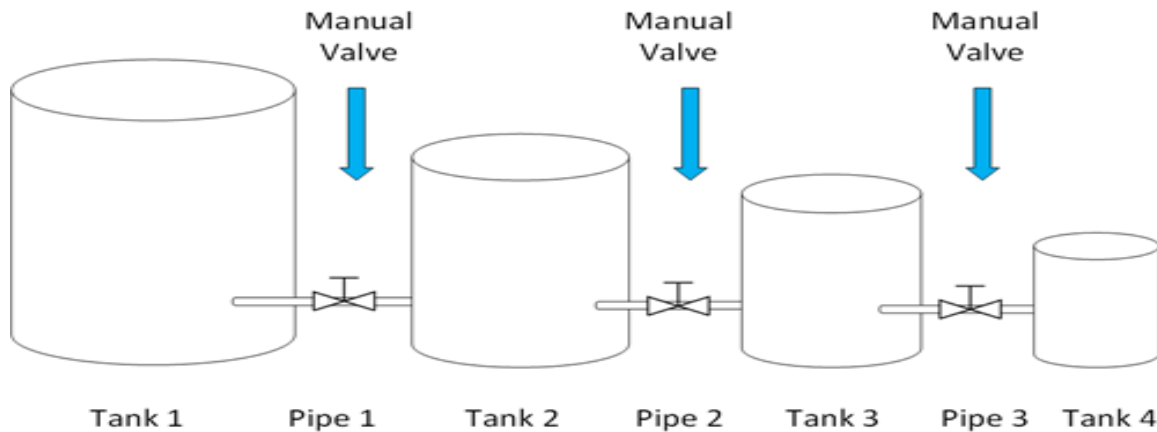 Manual
Valve
Manual
Valve
Manual
Valve
Tank 1
Pipe 1
Tank 2
Pipe 2
Tank 3
Pipe 3
Tank 4